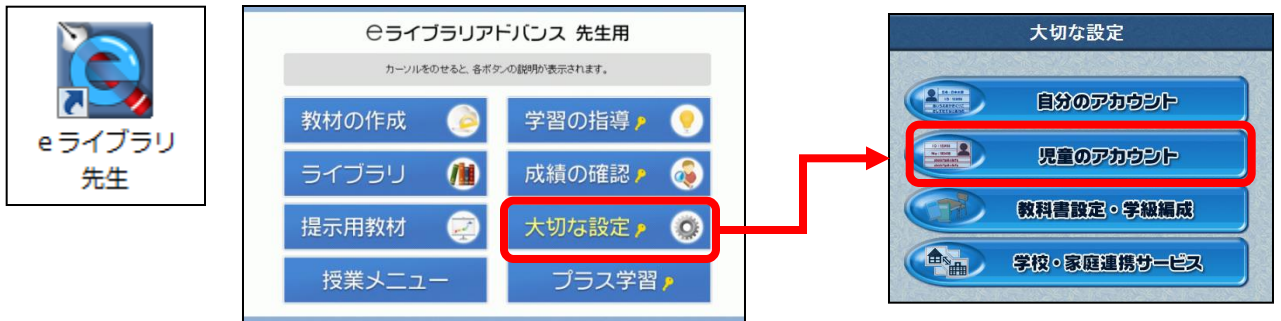 eライブラリ
先生
eライブラリアドバンス 先生用
カーソルをのせると、各ボタンの説明が表示されます。
教材の作成
学習の指導
ライブラリ
成績の確認
提示用教材
大切な設定
授業メニュー
プラス学習
大切な設定
自分のアカウント
児童のアカウント
教科書設定・学級編成
学校・家庭連携サービス